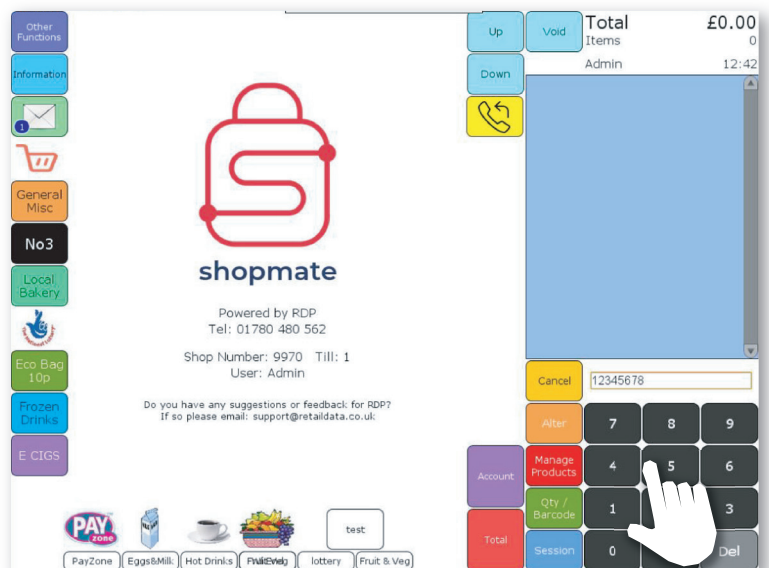 Other
Functions
Information
1
General
Misc
No3
Local
Bakery
The National Lottery
Eco Bag
10p
Frozen
Drinks
E CIGS
shopmate
Powered by RDP
Tel: 01780 480 562
Shop Number: 9970 Till: 1
User: Admin
Do you have any suggestions or feedback for RDP?
If so please email: support@retaildata.co.uk
PAY
zone
test
PayZone
Eggs&Milk
Hot Drinks
lottery
Fruit & Veg
Up
Void
Down
Total £0.00
Items 0
Admin 12:42
Cancel
12345678
Alter
7
8
9
Account
Manage
Products
4
5
6
Qty /
Barcode
1
3
Total
Session
0
Del